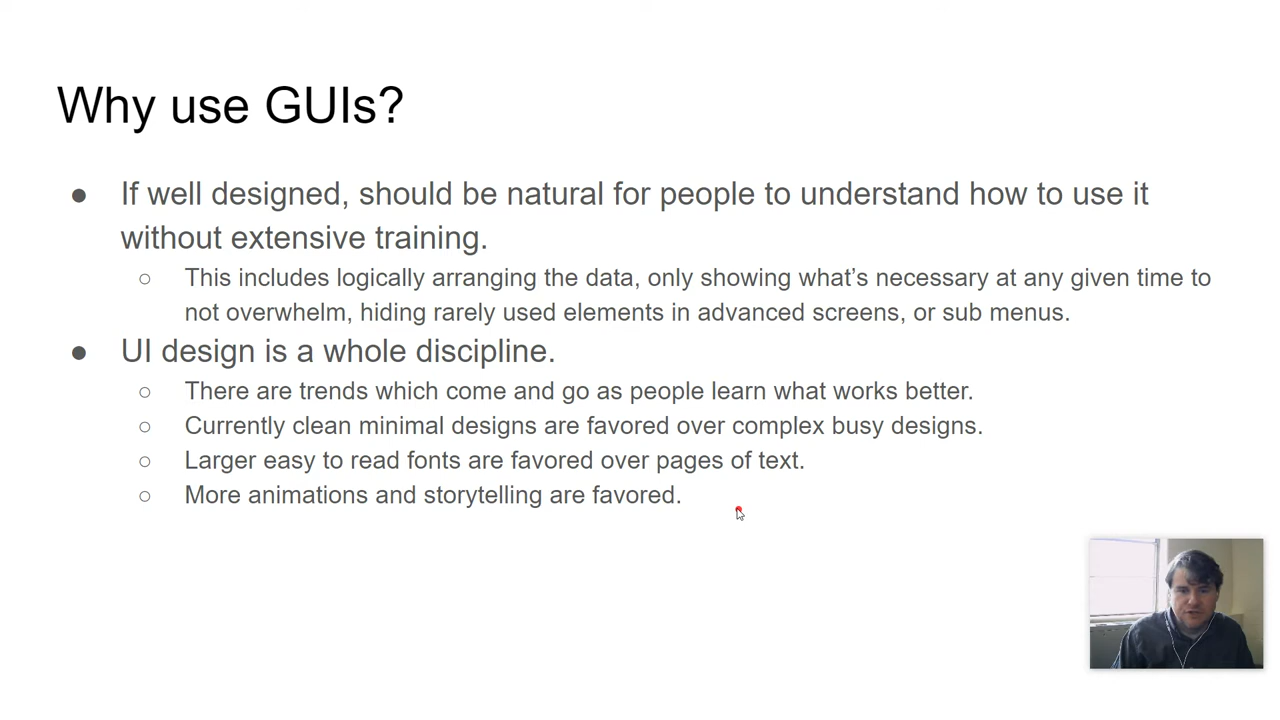 Why use GUIs?
● If well designed, should be natural for people to understand how to use it
without extensive training.
○ This includes logically arranging the data, only showing what’s necessary at any given time to
not overwhelm, hiding rarely used elements in advanced screens, or sub menus.
● UI design is a whole discipline.
○ There are trends which come and go as people learn what works better.
○ Currently clean minimal designs are favored over complex busy designs.
○ Larger easy to read fonts are favored over pages of text.
○ More animations and storytelling are favored.